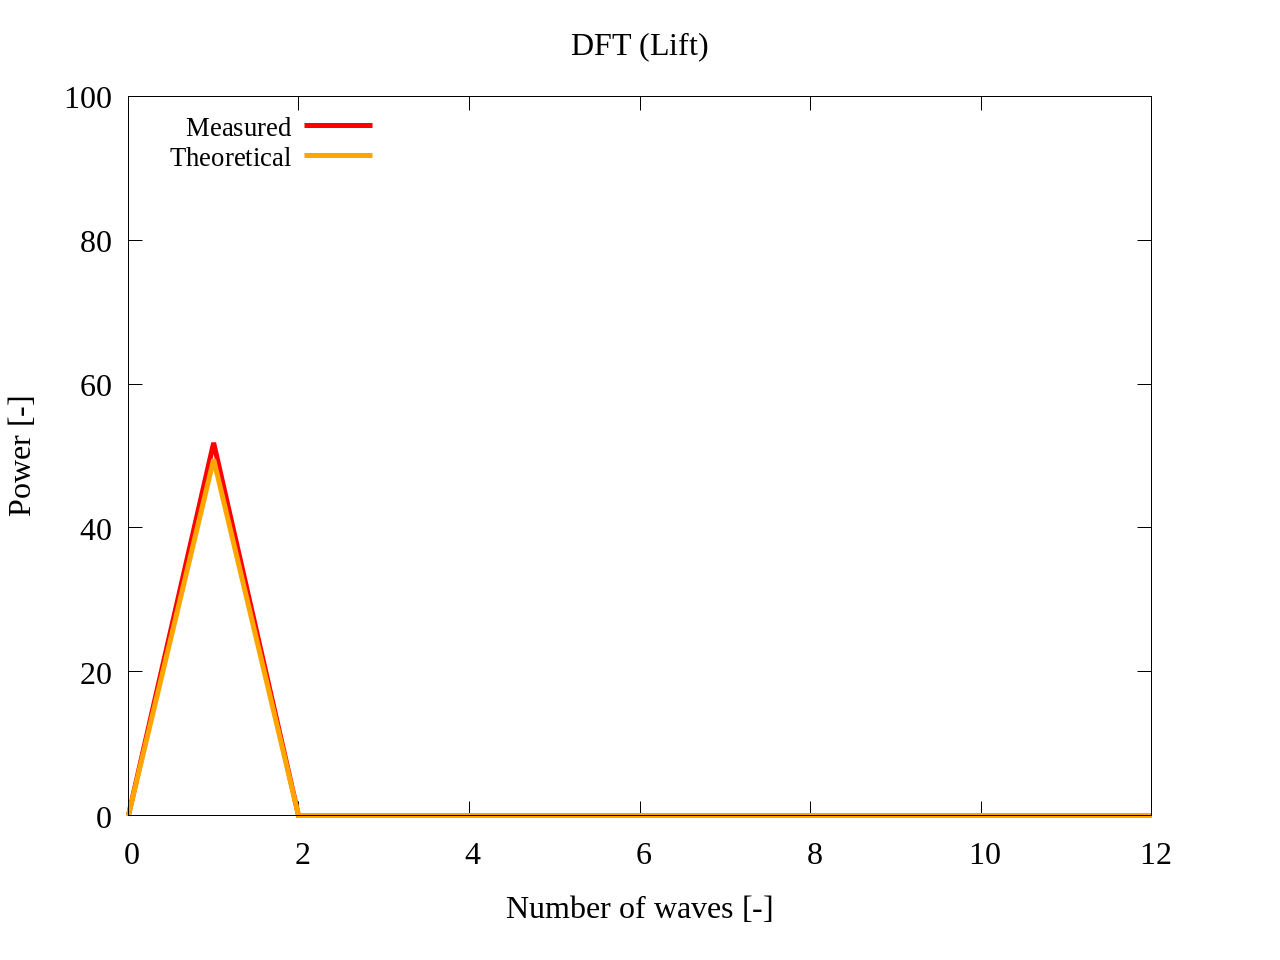 DFT (Lift)
100
80
60
40
20
0
Measured
Theoretical
Power [-]
0 2 4 6 8 10 12
Number of waves [-]